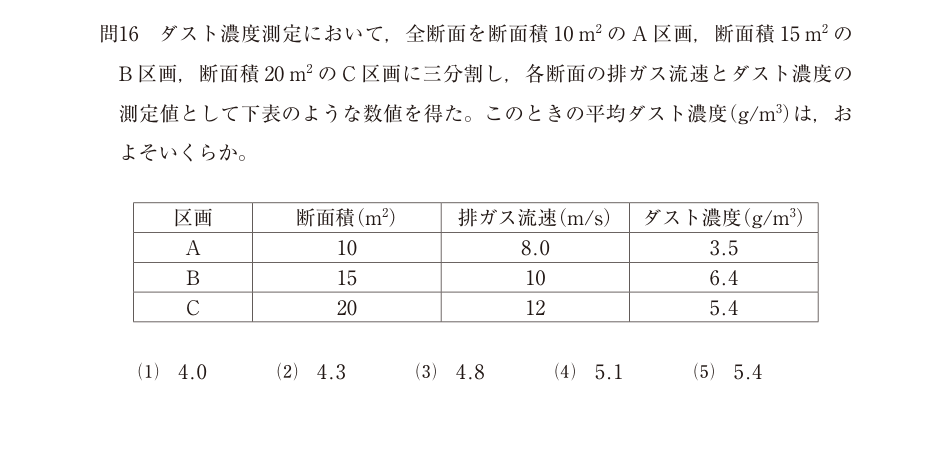 問16　ダスト濃度測定において，全断面を断面積 10 m² の A 区画，断面積 15 m² の
B 区画，断面積 20 m² の C 区画に三分割し，各断面の排ガス流速とダスト濃度の
測定値として下表のような数値を得た。このときの平均ダスト濃度(g/m³)は，お
よそいくらか。
区画　断面積(m²)　排ガス流速(m/s)　ダスト濃度(g/m³)
A　10　8.0　3.5
B　15　10　6.4
C　20　12　5.4
(1)　4.0　(2)　4.3　(3)　4.8　(4)　5.1　(5)　5.4